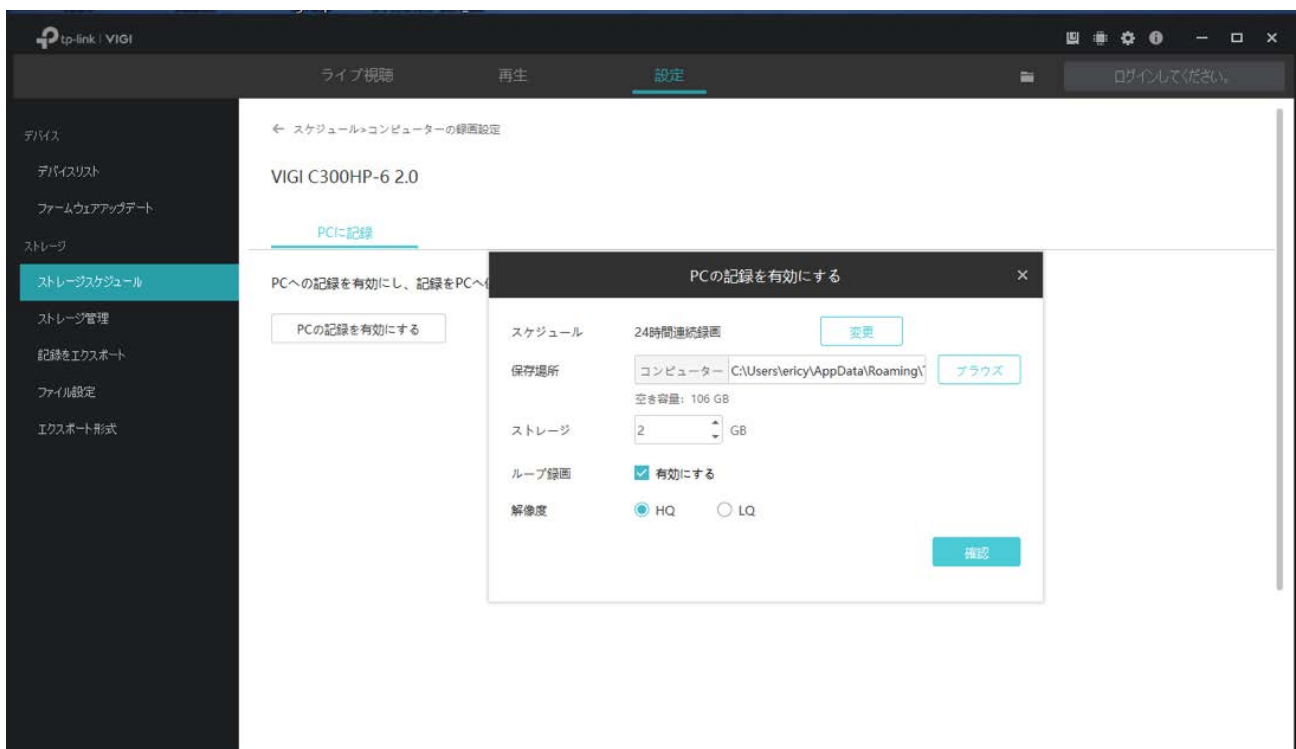 tp-link | VIGI
ライブ視聴
再生
設定
ログインしてください。
デバイス
デバイスリスト
ファームウェアアップデート
ストレージ
ストレージスケジュール
ストレージ管理
記録をエクスポート
ファイル設定
エクスポート形式
← スケジュール>コンピューターの録画設定
VIGI C300HP-6 2.0
PCに記録
PCへの記録を有効にし、記録をPCへ
PCの記録を有効にする
PCの記録を有効にする
スケジュール 24時間連続録画 変更
保存場所 コンピューター C:\Users\ericy\AppData\Roaming\ ブラウズ
空き容量: 106 GB
ストレージ 2 GB
ループ録画 有効にする
解像度 HQ LQ
確認